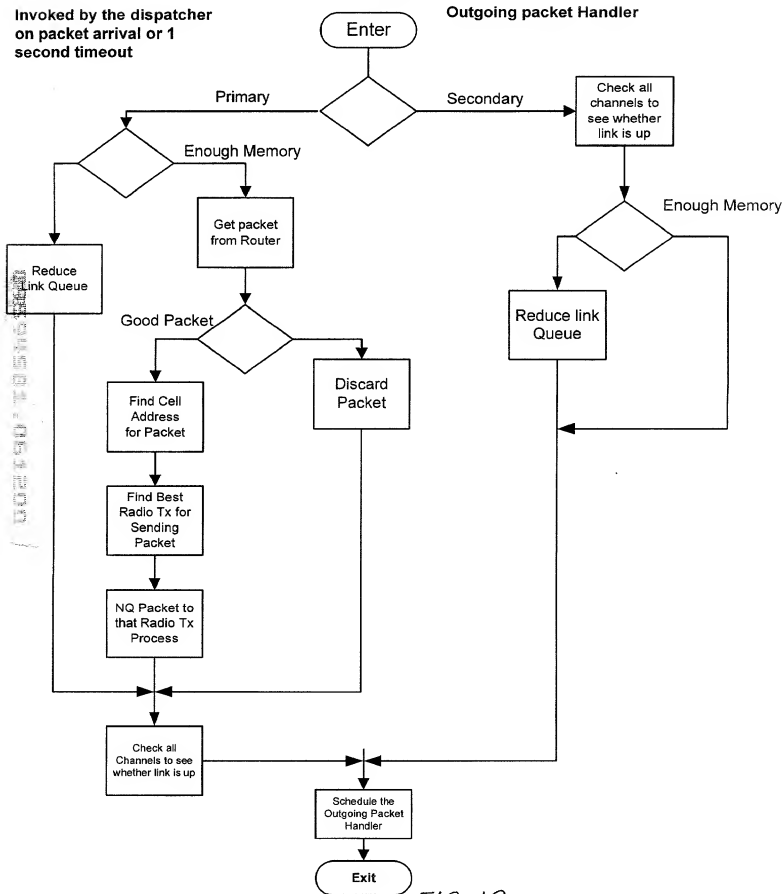 Invoked by the dispatcher
on packet arrival or 1
second timeout
Outgoing packet Handler
Enter
Primary
Secondary
Check all
channels to
see whether
link is up
Enough Memory
Enough Memory
Get packet
from Router
Reduce
Link Queue
Reduce link
Queue
Good Packet
Discard
Packet
Find Cell
Address
for Packet
Find Best
Radio Tx for
Sending
Packet
NQ Packet to
that Radio Tx
Process
Check all
Channels to see
whether link is up
Schedule the
Outgoing Packet
Handler
Exit